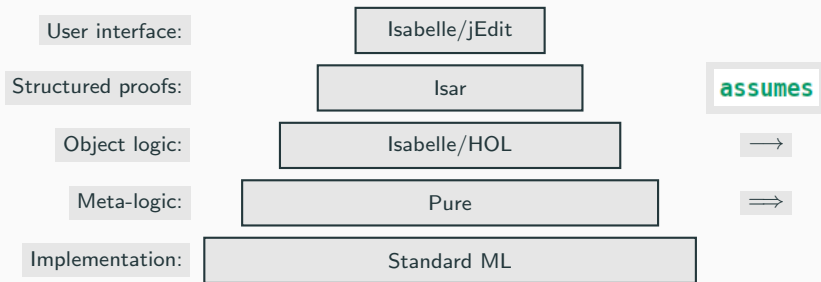 User interface: Isabelle/jEdit
Structured proofs: Isar assumes
Object logic: Isabelle/HOL ⟶
Meta-logic: Pure ⟹
Implementation: Standard ML